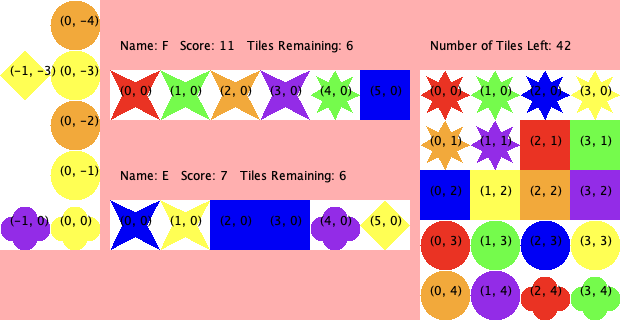 (0, −4)
(−1, −3) (0, −3)
(0, −2)
(0, −1)
(−1, 0) (0, 0)
Name: F Score: 11 Tiles Remaining: 6
(0, 0) (1, 0) (2, 0) (3, 0) (4, 0) (5, 0)
Name: E Score: 7 Tiles Remaining: 6
(0, 0) (1, 0) (2, 0) (3, 0) (4, 0) (5, 0)
Number of Tiles Left: 42
(0, 0) (1, 0) (2, 0) (3, 0)
(0, 1) (1, 1) (2, 1) (3, 1)
(0, 2) (1, 2) (2, 2) (3, 2)
(0, 3) (1, 3) (2, 3) (3, 3)
(0, 4) (1, 4) (2, 4) (3, 4)